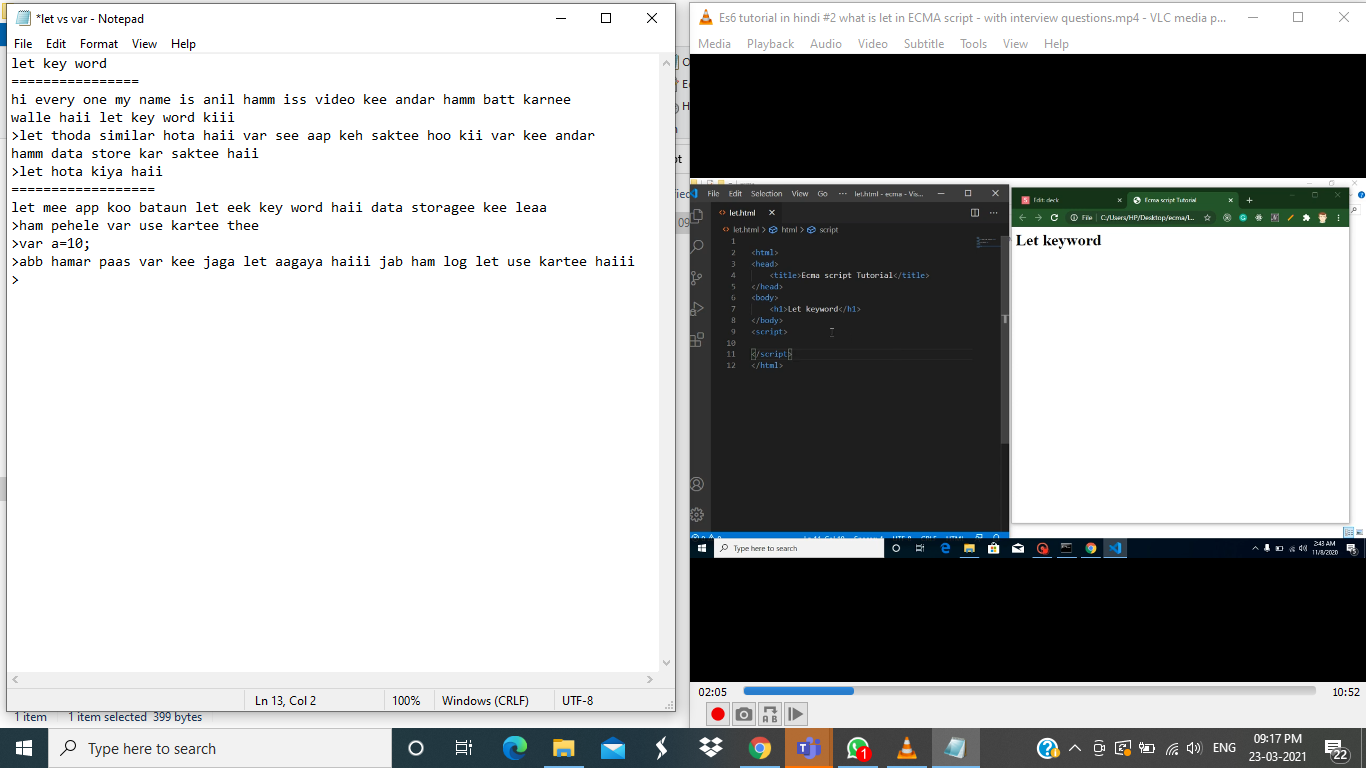 *let vs var - Notepad
File Edit Format View Help
let key word
================
hi every one my name is anil hamm iss video kee andar hamm batt karnee
walle haii let key word kiii
>let thoda similar hota haii var see aap keh saktee hoo kii var kee andar
hamm data store kar saktee haii
>let hota kiya haii
==================
let mee app koo bataun let eek key word haii data storagee kee leaa
>ham pehele var use kartee thee
>var a=10;
>abb hamar paas var kee jaga let aagaya haiii jab ham log let use kartee haiii
>
Ln 13, Col 2 100% Windows (CRLF) UTF-8
1 item 1 item selected 399 bytes
Es6 tutorial in hindi #2 what is let in ECMA script - with interview questions.mp4 - VLC media p...
Media Playback Audio Video Subtitle Tools View Help
File Edit Selection View Go ··· let.html - ecma - Vis...
let.html
let.html > html > script
1
2 <html>
3 <head>
4 <title>Ecma script Tutorial</title>
5 </head>
6 <body>
7 <h1>Let keyword</h1>
8 </body>
9 <script>
10
11 </script>
12 </html>
Edit: deck
Ecma script Tutorial
File C:/Users/HP/Desktop/ecma/l...
Let keyword
Type here to search
2:43 AM
11/8/2020
02:05 10:52
Type here to search
1
ENG
09:17 PM
23-03-2021
22